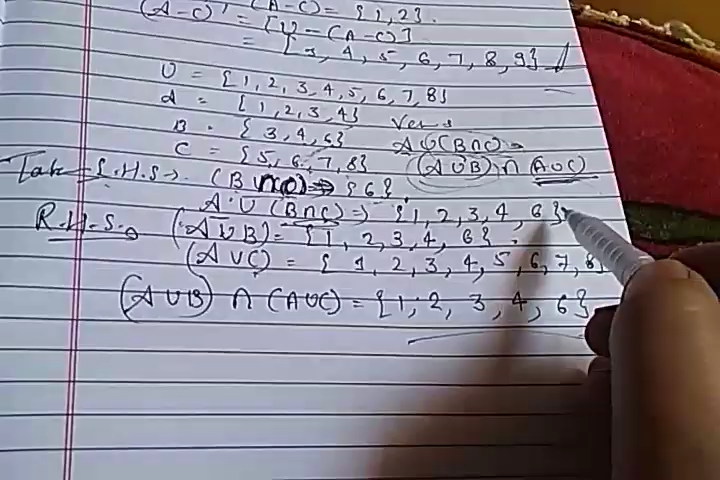 (A-C)' = (A-C) = {1,2}.
[U-(A-C)]
= {3, 4, 5, 6, 7, 8, 9}
U = {1, 2, 3, 4, 5, 6, 7, 8}
A = {1, 2, 3, 4}
B = {3, 4, 6}
A∪(B∩C) =
C = {5, 6, 7, 8}
(A∪B) ∩ (A∪C)
Take L.H.S →
(B∩C) => {6}.
A ∪ (B∩C) => {1, 2, 3, 4, 6}
R.H.S.
(A∪B) = {1, 2, 3, 4, 6}.
(A∪C) = {1, 2, 3, 4, 5, 6, 7, 8}
(A∪B) ∩ (A∪C) = {1, 2, 3, 4, 6}